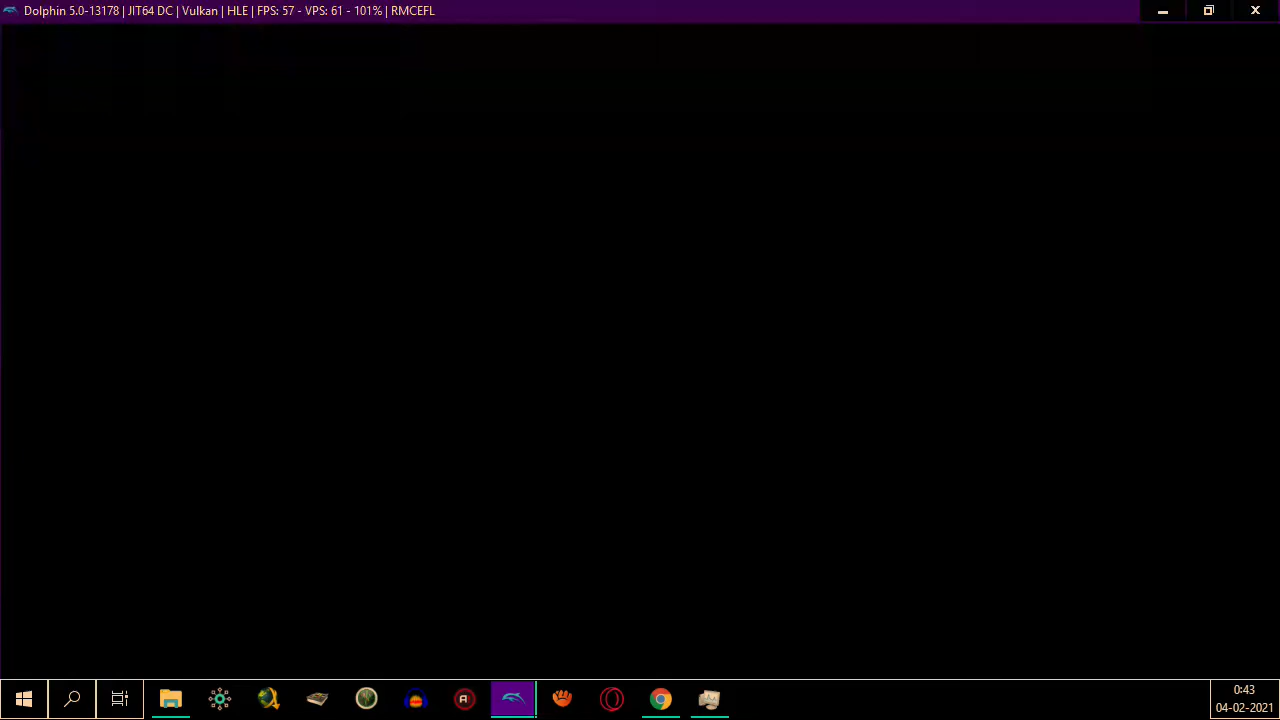 Dolphin 5.0-13178 | JIT64 DC | Vulkan | HLE | FPS: 57 - VPS: 61 - 101% | RMCEFL
0:43
04-02-2021